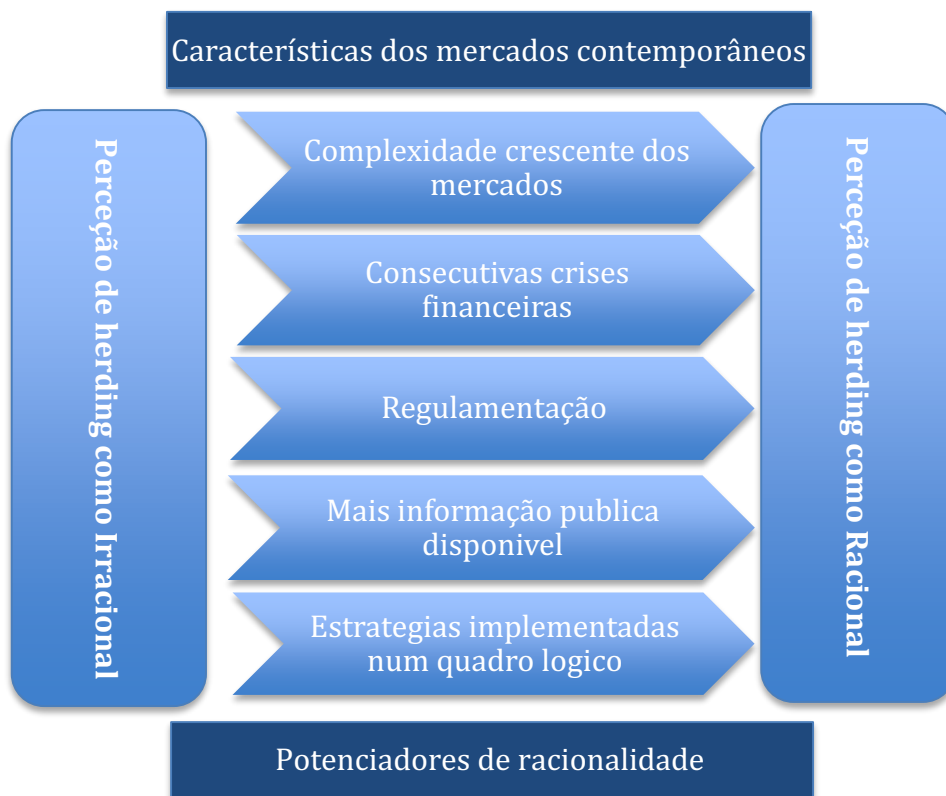 Características dos mercados contemporâneos
Perceção de herding como Irracional
Complexidade crescente dos
mercados
Consecutivas crises
financeiras
Regulamentação
Mais informação publica
disponivel
Estrategias implementadas
num quadro logico
Perceção de herding como Racional
Potenciadores de racionalidade